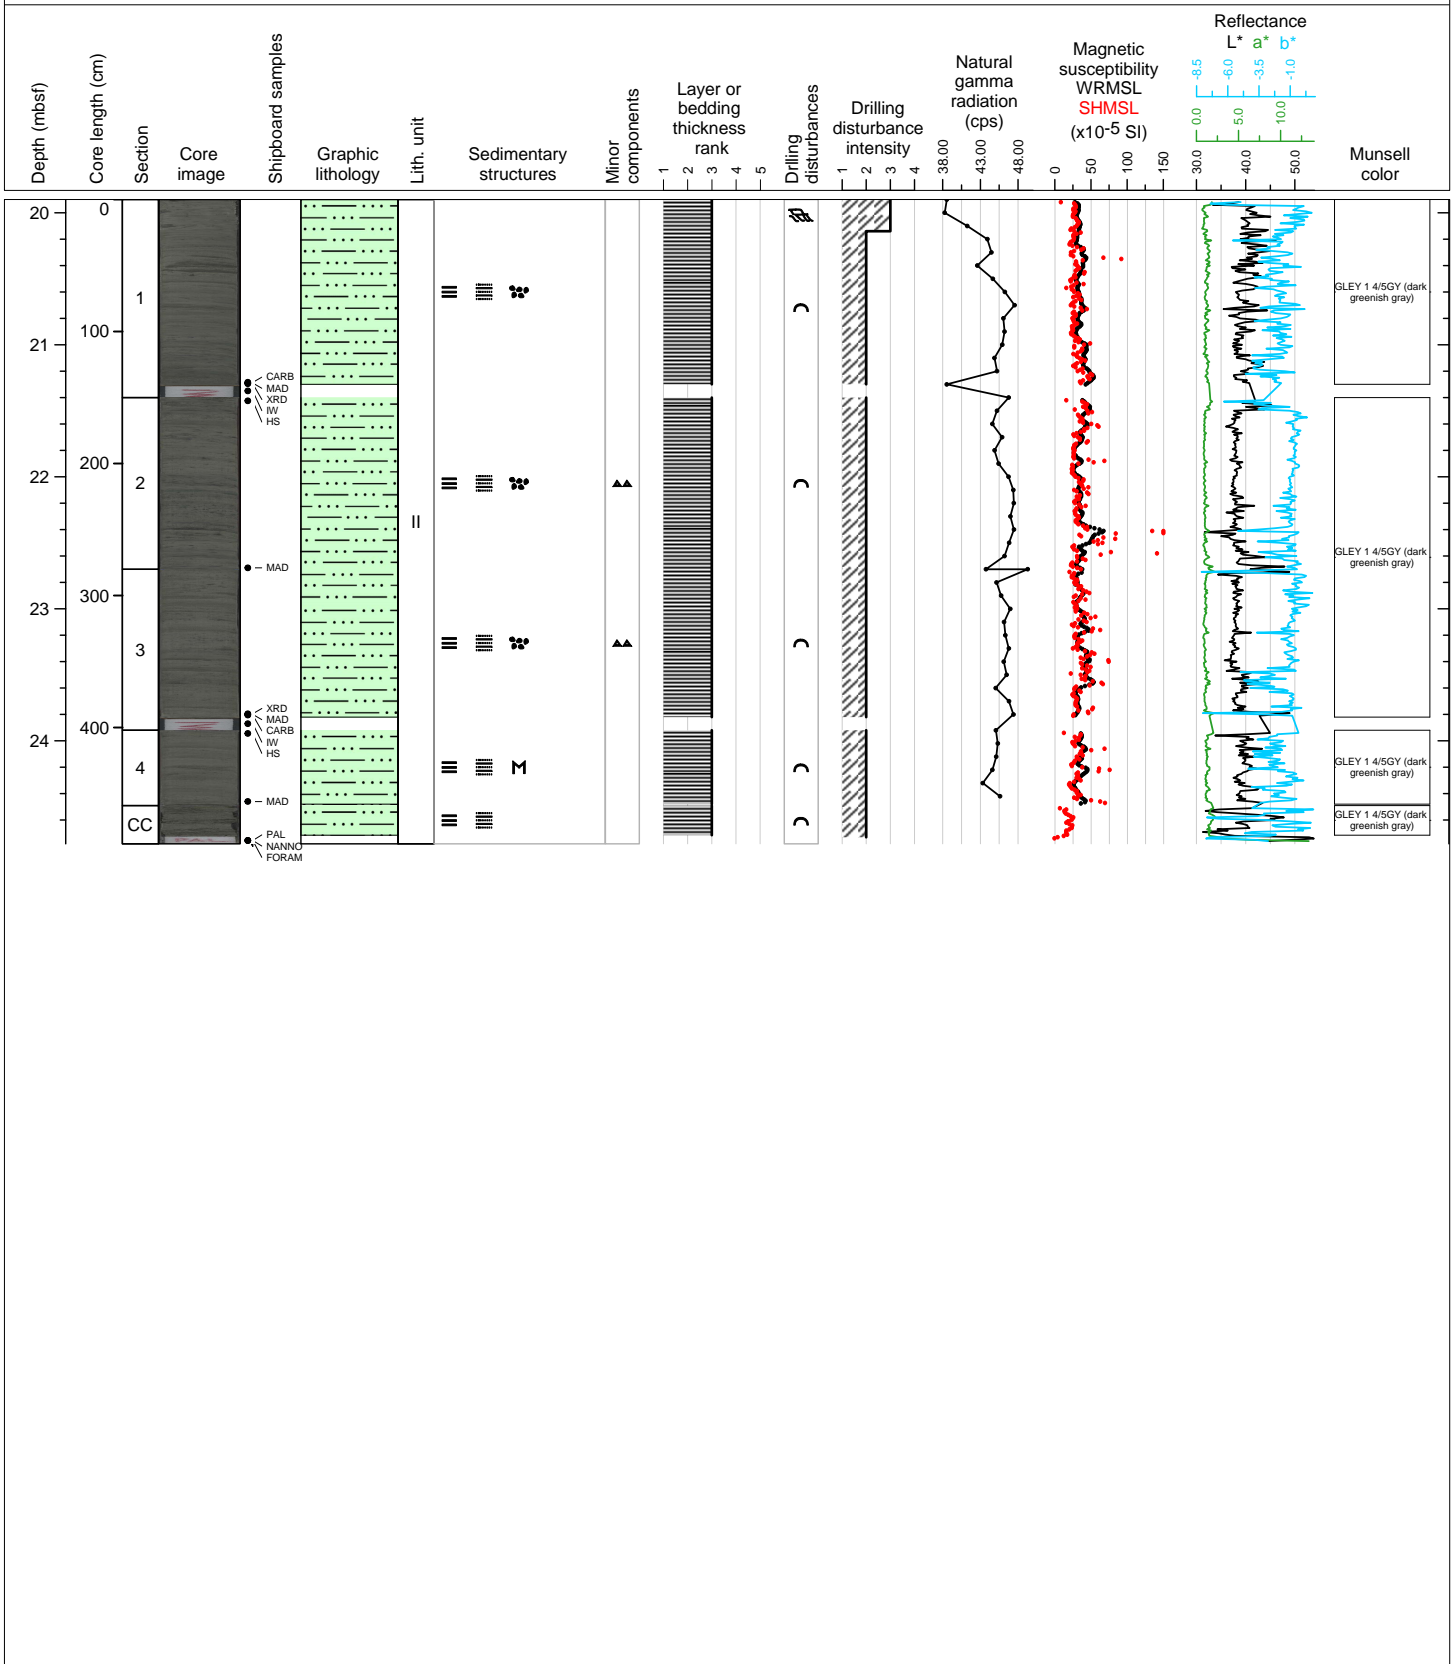 Depth (mbsf)
Core length (cm)
Section
Core
image
Shipboard samples
Graphic
lithology
Lith. unit
Sedimentary
structures
Minor
components
Layer or
bedding
thickness
rank
1 2 3 4 5
Drilling
disturbances
Drilling
disturbance
intensity
1 2 3 4
Natural
gamma
radiation
(cps)
38.00 43.00 48.00
Magnetic
susceptibility
WRMSL
SHMSL
(x10-5 SI)
0 50 100 150
Reflectance
L* a* b*
-8.5 -6.0 -3.5 -1.0
0.0 5.0 10.0
30.0 40.0 50.0
Munsell
color
20
21
22
23
24
0
100
200
300
400
1
2
3
4
CC
CARB
MAD
XRD
IW
HS
MAD
XRD
MAD
CARB
IW
HS
MAD
PAL
NANNO
FORAM
II
M
GLEY 1 4/5GY (dark
greenish gray)
GLEY 1 4/5GY (dark
greenish gray)
GLEY 1 4/5GY (dark
greenish gray)
GLEY 1 4/5GY (dark
greenish gray)